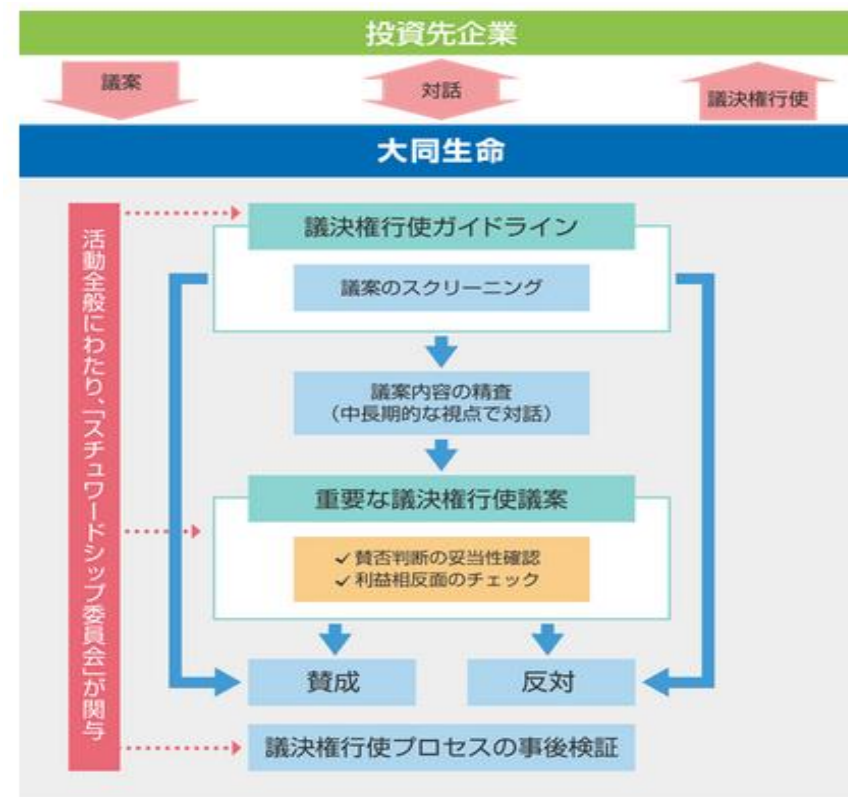 投資先企業
議案
対話
議決権行使
大同生命
活動全般にわたり、「スチュワードシップ委員会」が関与
議決権行使ガイドライン
議案のスクリーニング
議案内容の精査
（中長期的な視点で対話）
重要な議決権行使議案
✓ 賛否判断の妥当性確認
✓ 利益相反面のチェック
賛成
反対
議決権行使プロセスの事後検証